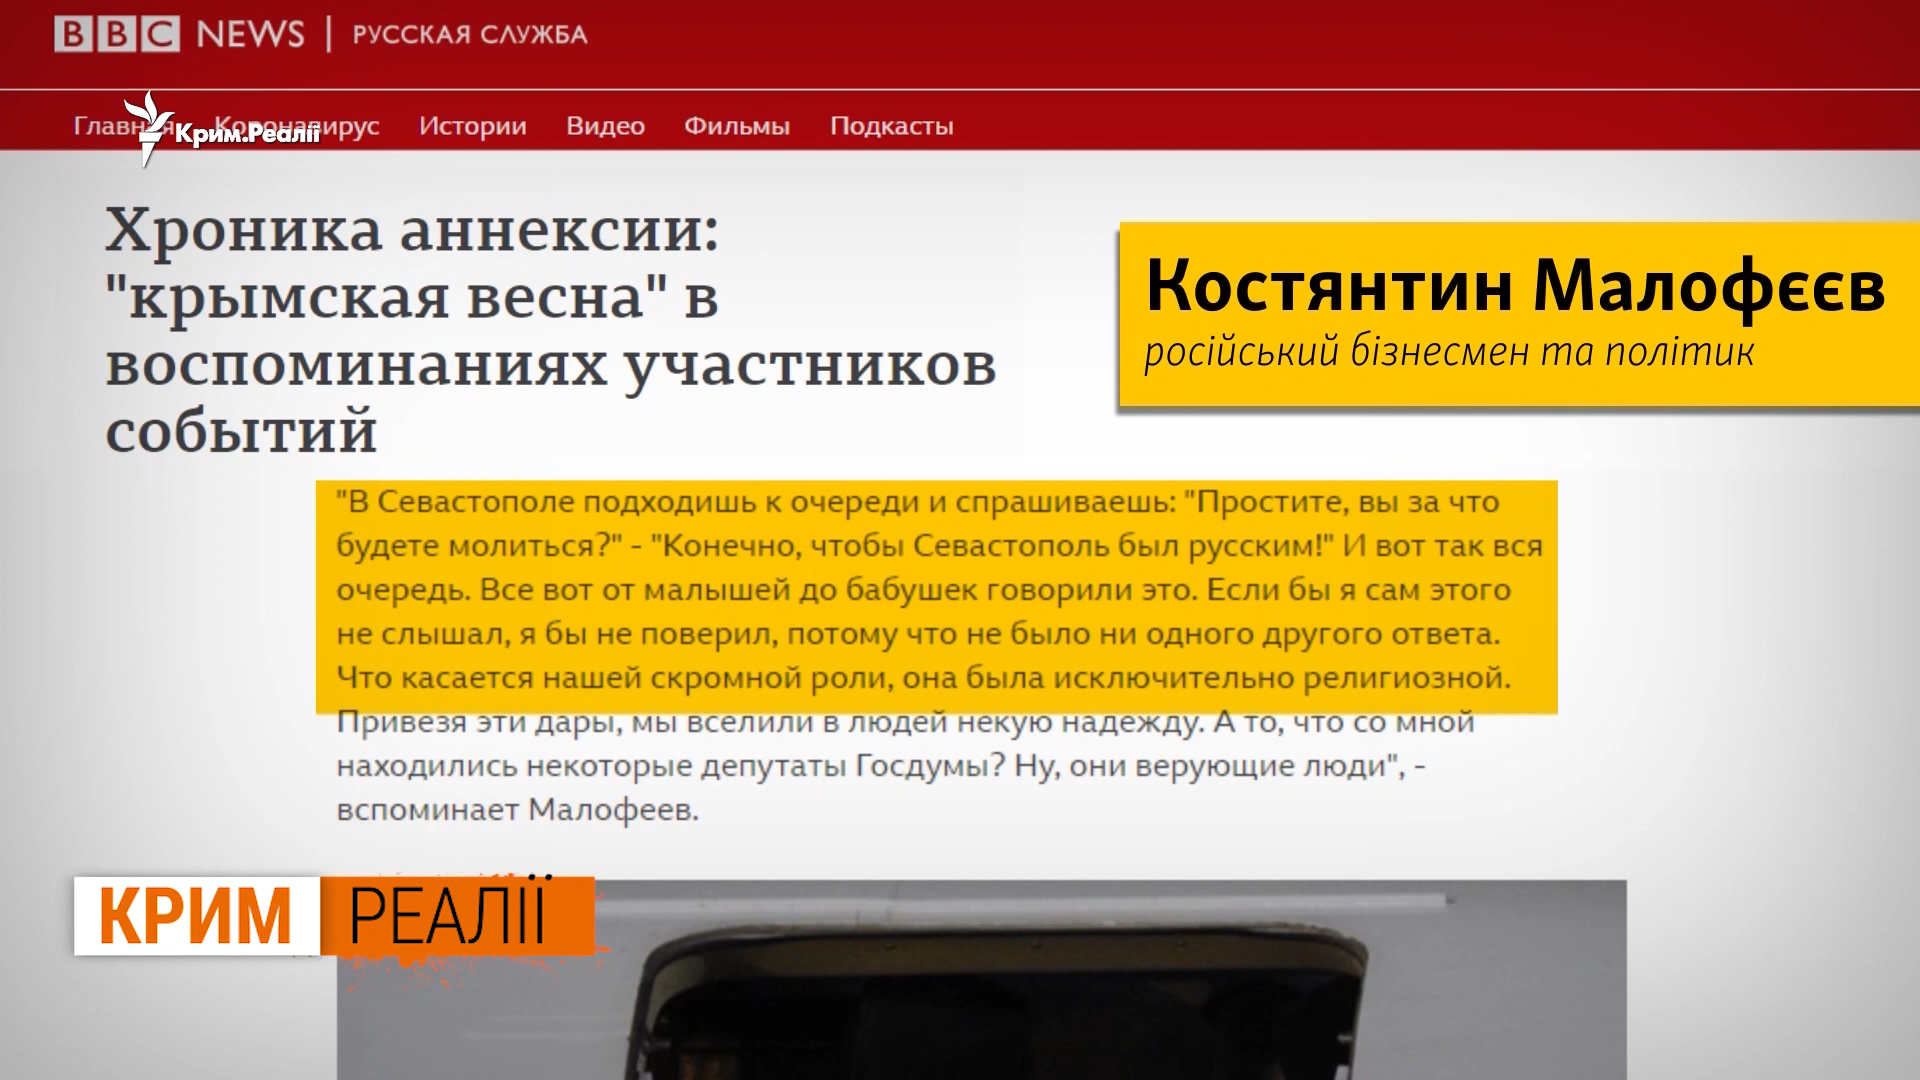 BBC NEWS | РУССКАЯ СЛУЖБА
Главная Коронавирус Истории Видео Фильмы Подкасты
Крим.Реалії
Хроника аннексии:
"крымская весна" в
воспоминаниях участников
событий
Костянтин Малофєєв
російський бізнесмен та політик
"В Севастополе подходишь к очереди и спрашиваешь: "Простите, вы за что
будете молиться?" - "Конечно, чтобы Севастополь был русским!" И вот так вся
очередь. Все вот от малышей до бабушек говорили это. Если бы я сам этого
не слышал, я бы не поверил, потому что не было ни одного другого ответа.
Что касается нашей скромной роли, она была исключительно религиозной.
Привезя эти дары, мы вселили в людей некую надежду. А то, что со мной
находились некоторые депутаты Госдумы? Ну, они верующие люди", -
вспоминает Малофеев.
КРИМ РЕАЛІЇ